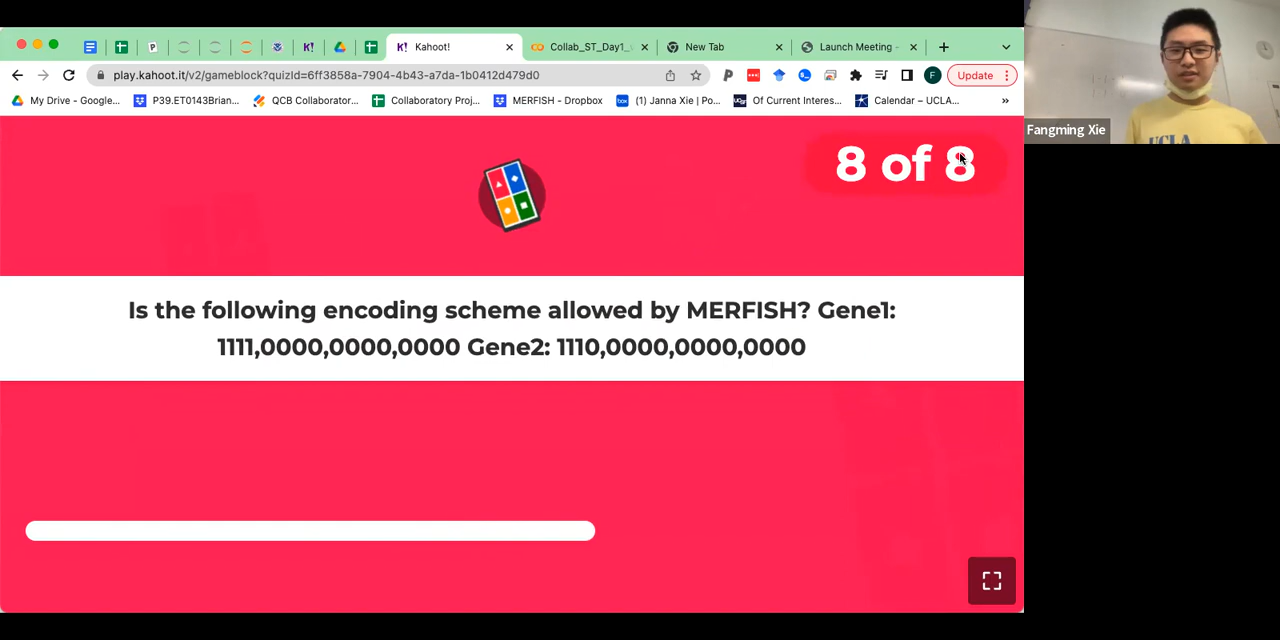 Kahoot!
Collab_ST_Day1_
New Tab
Launch Meeting -
play.kahoot.it/v2/gameblock?quizId=6ff3858a-7904-4b43-a7da-1b0412d479d0
F
Update
My Drive - Google...
P39.ET0143Brian...
QCB Collaborator...
Collaboratory Proj...
MERFISH - Dropbox
(1) Janna Xie | Po...
Of Current Interes...
Calendar – UCLA...
»
Fangming Xie
UCLA
8 of 8
Is the following encoding scheme allowed by MERFISH? Gene1:
1111,0000,0000,0000 Gene2: 1110,0000,0000,0000